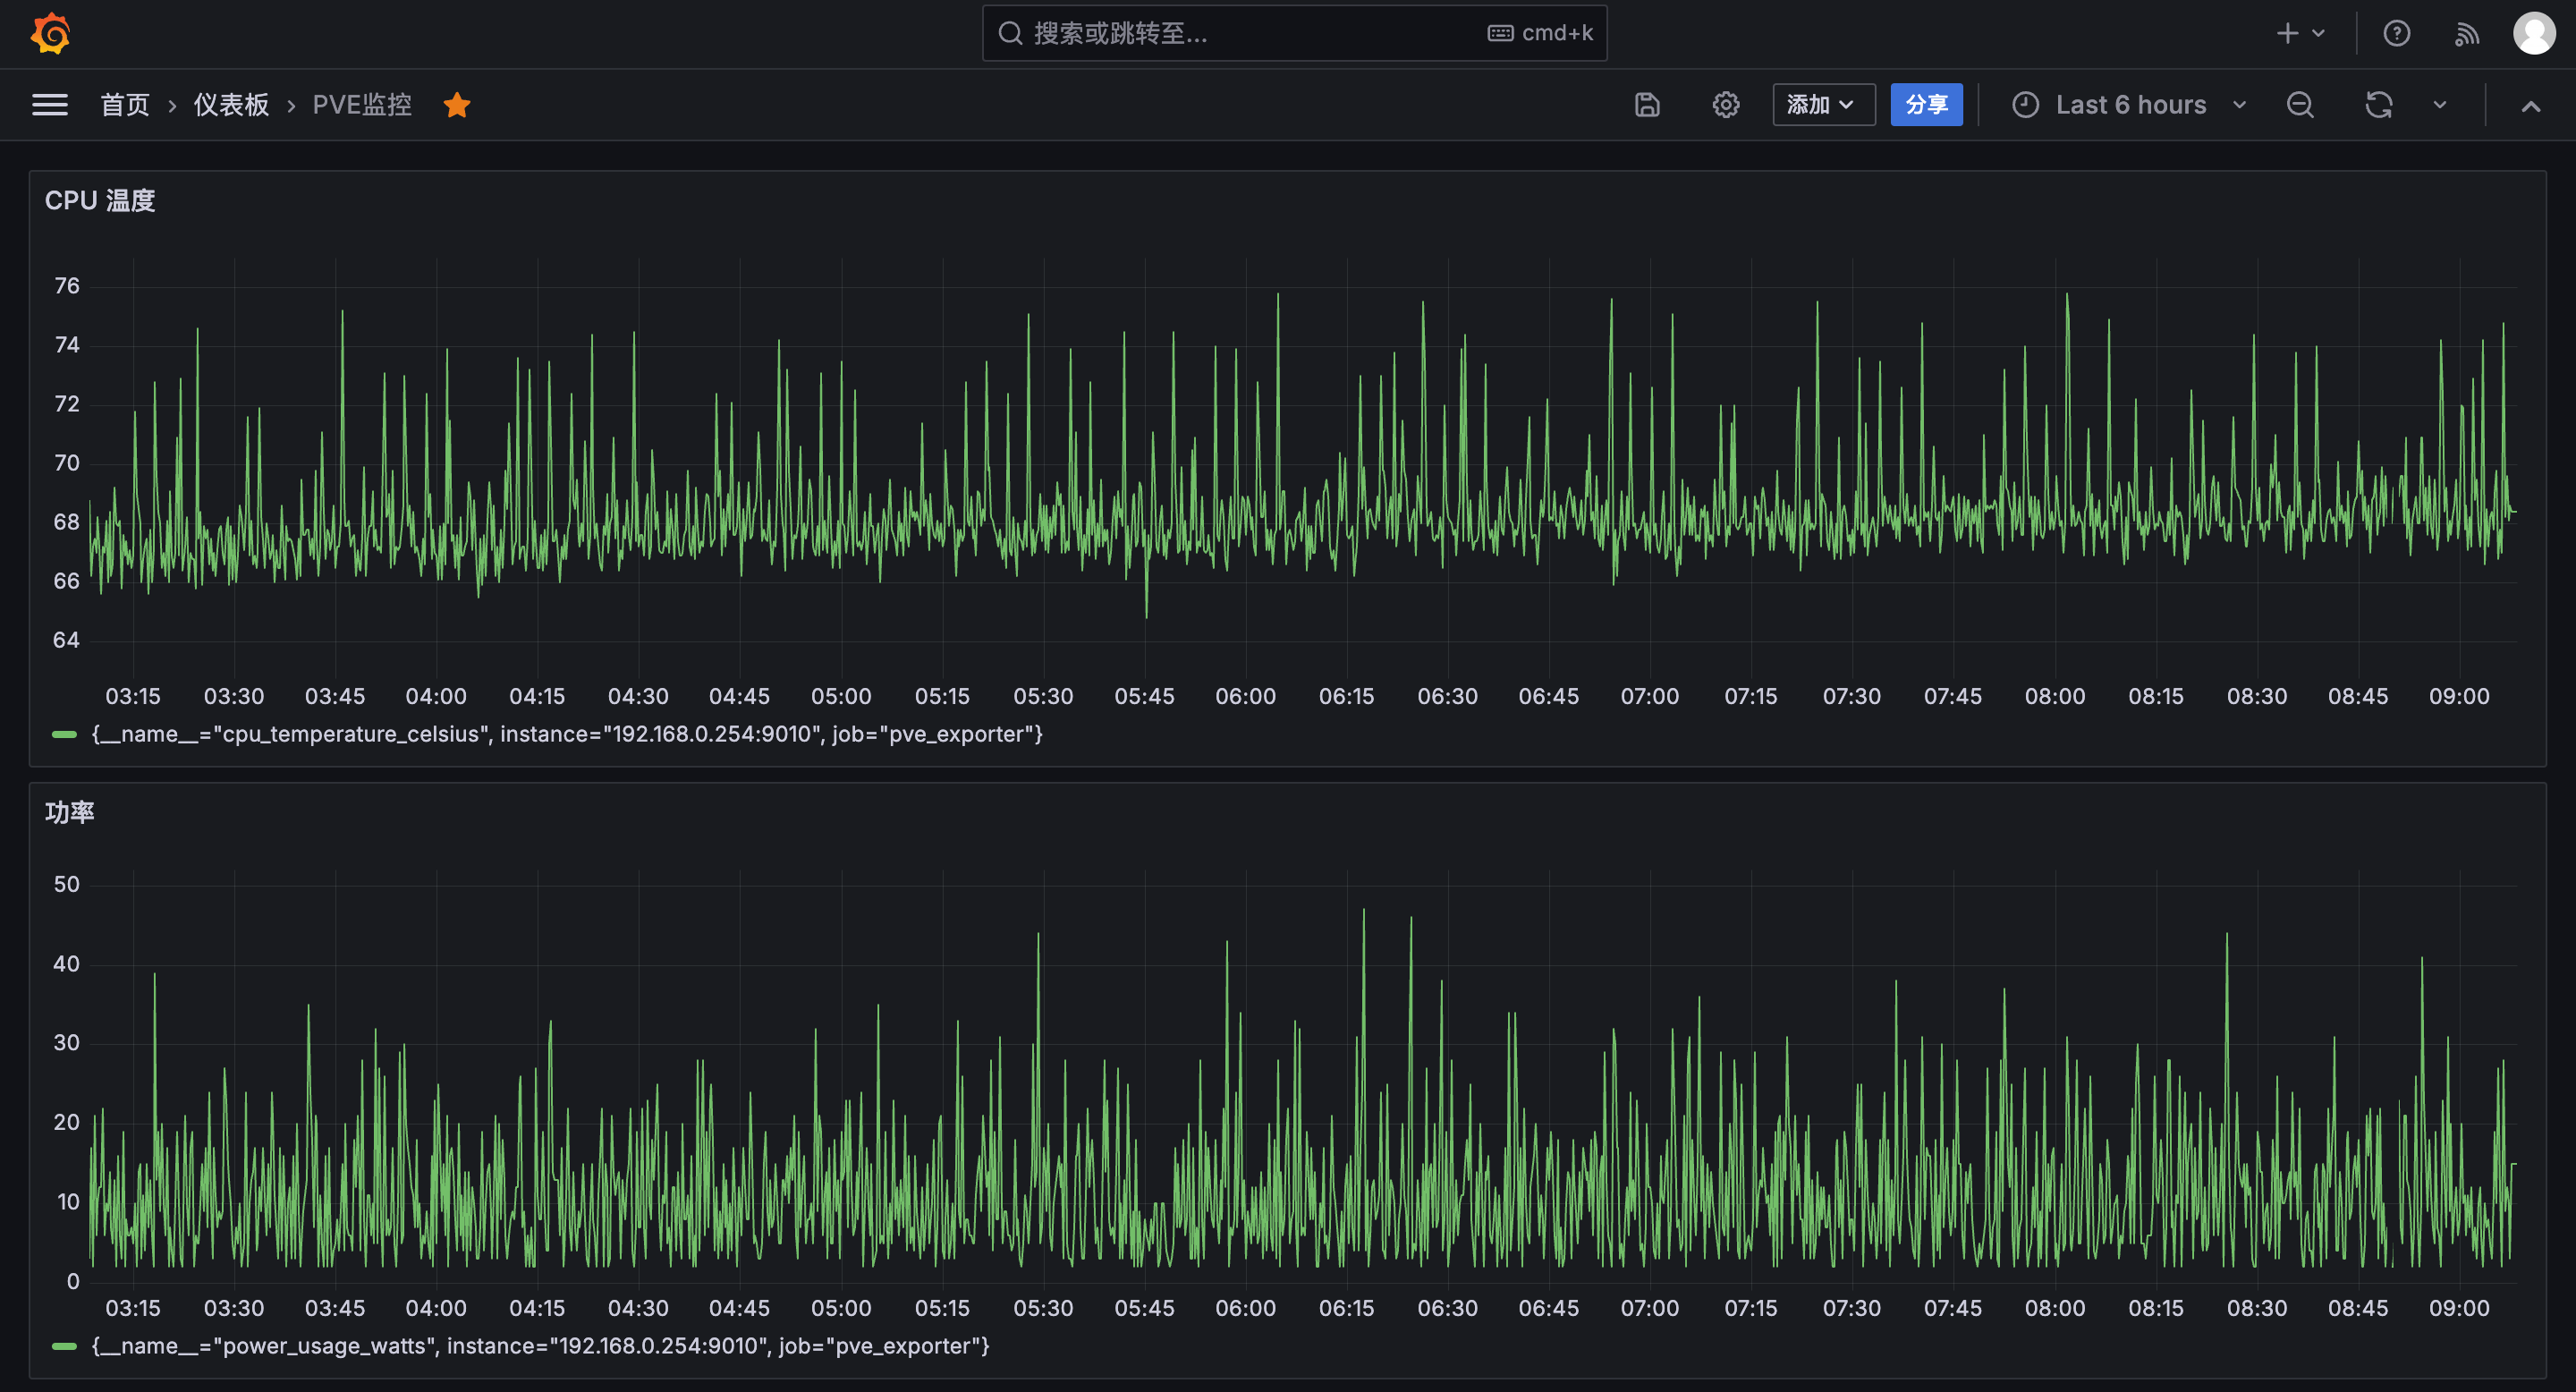 搜索或跳转至... cmd+k
首页 › 仪表板 › PVE监控 添加 分享 Last 6 hours
CPU 温度
76
74
72
70
68
66
64
03:15 03:30 03:45 04:00 04:15 04:30 04:45 05:00 05:15 05:30 05:45 06:00 06:15 06:30 06:45 07:00 07:15 07:30 07:45 08:00 08:15 08:30 08:45 09:00
{__name__="cpu_temperature_celsius", instance="192.168.0.254:9010", job="pve_exporter"}
功率
50
40
30
20
10
0
03:15 03:30 03:45 04:00 04:15 04:30 04:45 05:00 05:15 05:30 05:45 06:00 06:15 06:30 06:45 07:00 07:15 07:30 07:45 08:00 08:15 08:30 08:45 09:00
{__name__="power_usage_watts", instance="192.168.0.254:9010", job="pve_exporter"}